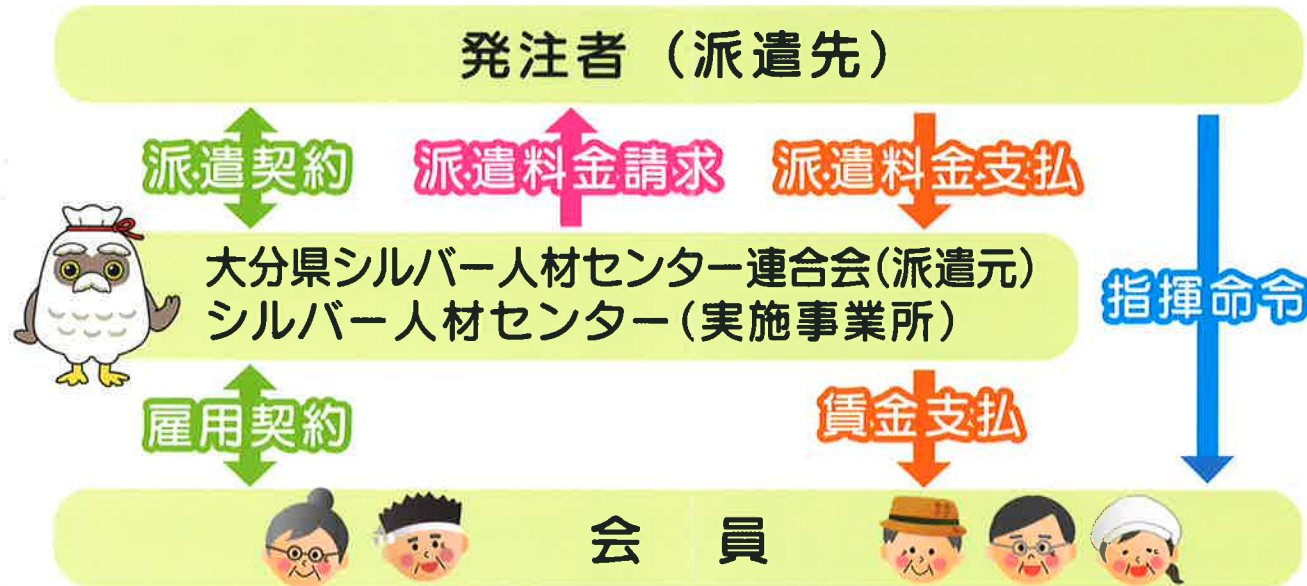 発注者（派遣先）
派遣契約
派遣料金請求
派遣料金支払
大分県シルバー人材センター連合会(派遣元)
シルバー人材センター(実施事業所)
指揮命令
雇用契約
賃金支払
会員